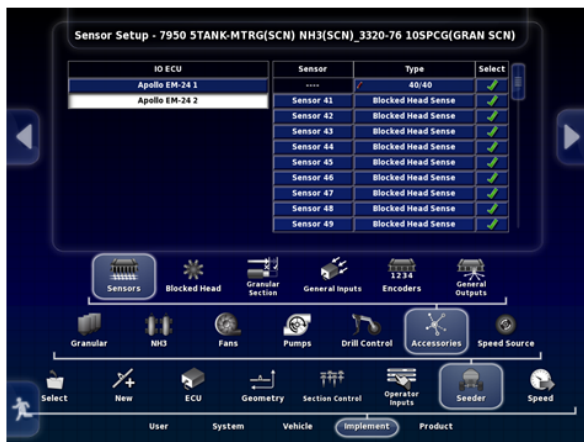 Sensor Setup - 7950 5TANK-MTRG(SCN) NH3(SCN)_3320-76 10SPCG(GRAN SCN)
IO ECU
Apollo EM-24 1
Apollo EM-24 2
Sensor Type Select
---- 40/40
Sensor 41 Blocked Head Sense
Sensor 42 Blocked Head Sense
Sensor 43 Blocked Head Sense
Sensor 44 Blocked Head Sense
Sensor 45 Blocked Head Sense
Sensor 46 Blocked Head Sense
Sensor 47 Blocked Head Sense
Sensor 48 Blocked Head Sense
Sensor 49 Blocked Head Sense
Sensors Blocked Head Granular Section General Inputs 1234 Encoders General Outputs
Granular NH3 Fans Pumps Drill Control Accessories Speed Source
Select New ECU Geometry Section Control Operator Inputs Seeder Speed
User System Vehicle Implement Product